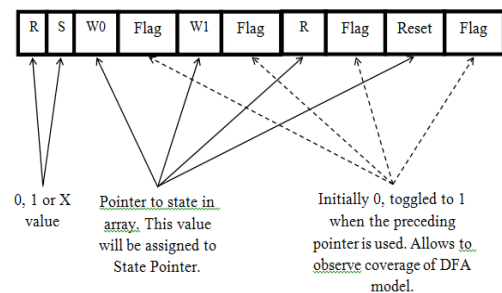 R S W0 Flag W1 Flag R Flag Reset Flag
0, 1 or X
value
Pointer to state in
array. This value
will be assigned to
State Pointer.
Initially 0, toggled to 1
when the preceding
pointer is used. Allows to
observe coverage of DFA
model.